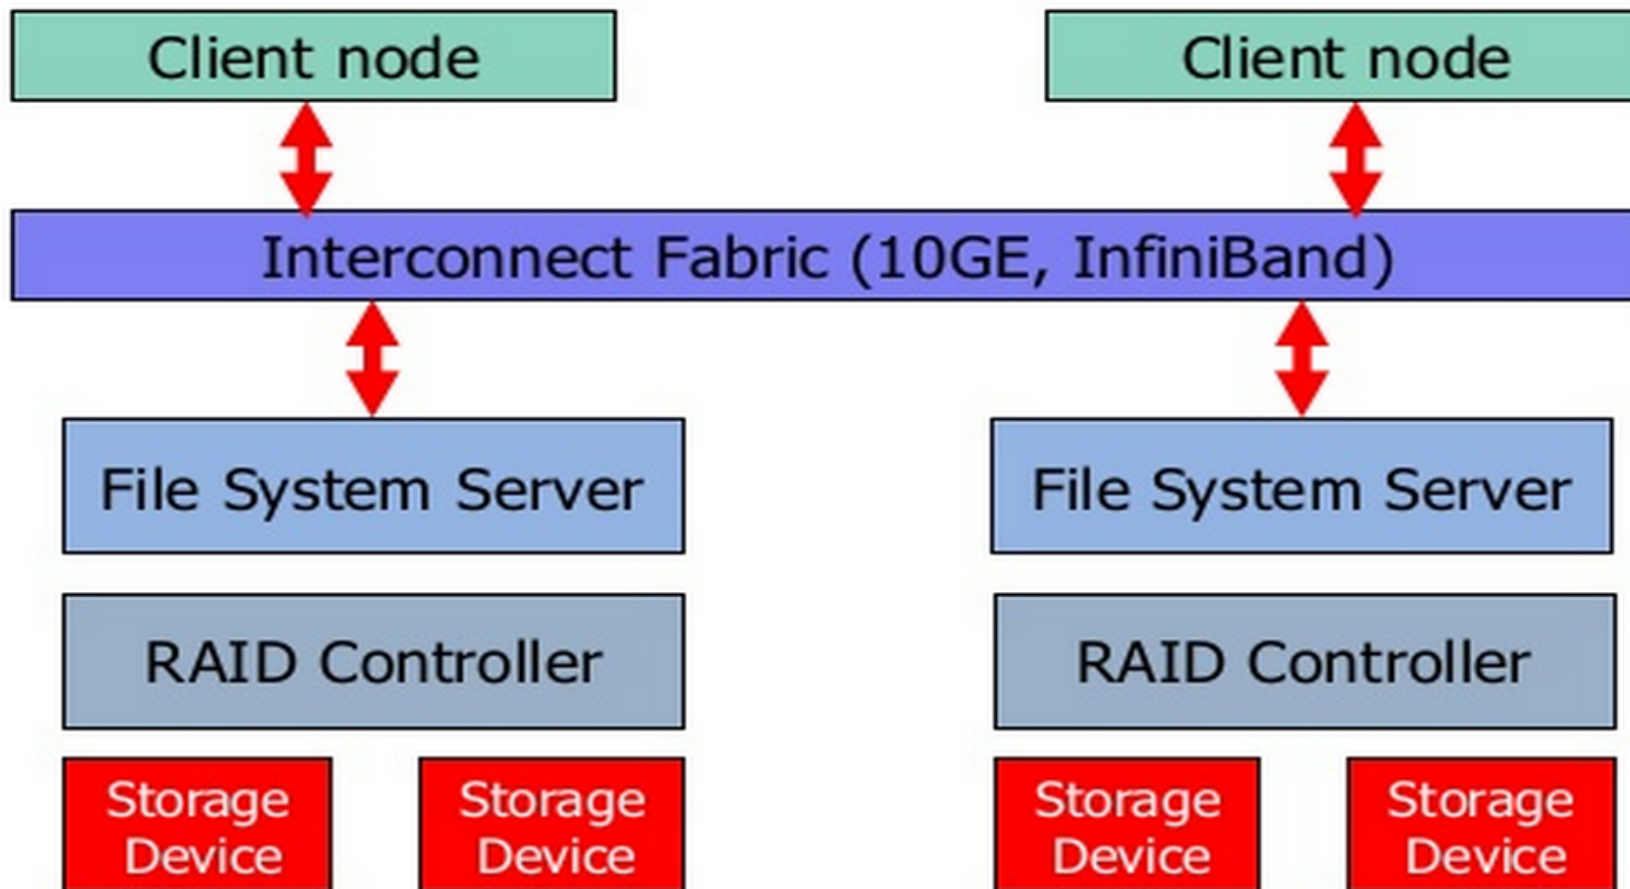 Client node
Client node
Interconnect Fabric (10GE, InfiniBand)
File System Server
File System Server
RAID Controller
RAID Controller
Storage
Device
Storage
Device
Storage
Device
Storage
Device